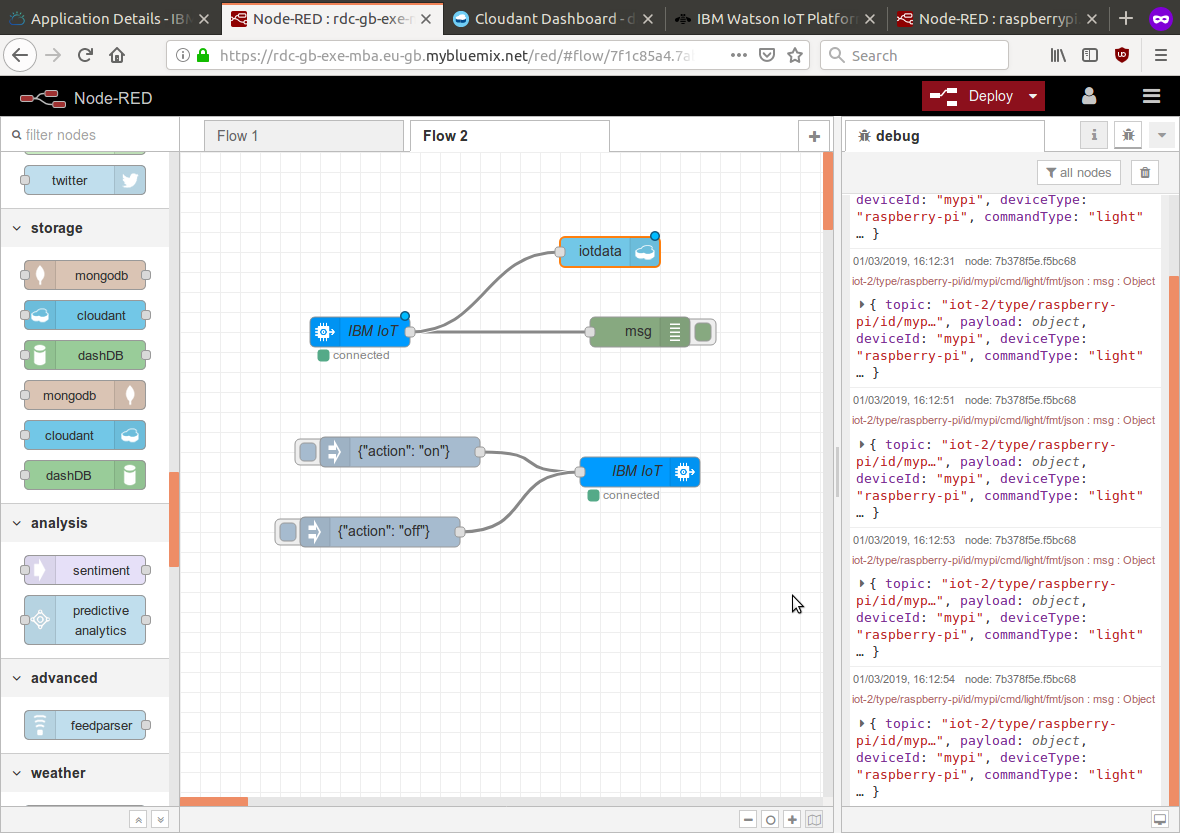 Application Details - IBM
Node-RED : rdc-gb-exe-m
Cloudant Dashboard - d
IBM Watson IoT Platform
Node-RED : raspberrypi
https://rdc-gb-exe-mba.eu-gb.mybluemix.net/red/#flow/7f1c85a4.7a
Search
Node-RED
Deploy
filter nodes
Flow 1
Flow 2
debug
all nodes
twitter
storage
mongodb
cloudant
dashDB
mongodb
cloudant
dashDB
analysis
sentiment
predictive
analytics
advanced
feedparser
weather
iotdata
IBM IoT
connected
msg
{"action": "on"}
{"action": "off"}
IBM IoT
connected
deviceId: "mypi", deviceType:
"raspberry-pi", commandType: "light"
… }
01/03/2019, 16:12:31 node: 7b378f5e.f5bc68
iot-2/type/raspberry-pi/id/mypi/cmd/light/fmt/json : msg : Object
{ topic: "iot-2/type/raspberry-
pi/id/myp…", payload: object,
deviceId: "mypi", deviceType:
"raspberry-pi", commandType: "light"
… }
01/03/2019, 16:12:51 node: 7b378f5e.f5bc68
iot-2/type/raspberry-pi/id/mypi/cmd/light/fmt/json : msg : Object
{ topic: "iot-2/type/raspberry-
pi/id/myp…", payload: object,
deviceId: "mypi", deviceType:
"raspberry-pi", commandType: "light"
… }
01/03/2019, 16:12:53 node: 7b378f5e.f5bc68
iot-2/type/raspberry-pi/id/mypi/cmd/light/fmt/json : msg : Object
{ topic: "iot-2/type/raspberry-
pi/id/myp…", payload: object,
deviceId: "mypi", deviceType:
"raspberry-pi", commandType: "light"
… }
01/03/2019, 16:12:54 node: 7b378f5e.f5bc68
iot-2/type/raspberry-pi/id/mypi/cmd/light/fmt/json : msg : Object
{ topic: "iot-2/type/raspberry-
pi/id/myp…", payload: object,
deviceId: "mypi", deviceType:
"raspberry-pi", commandType: "light"
… }